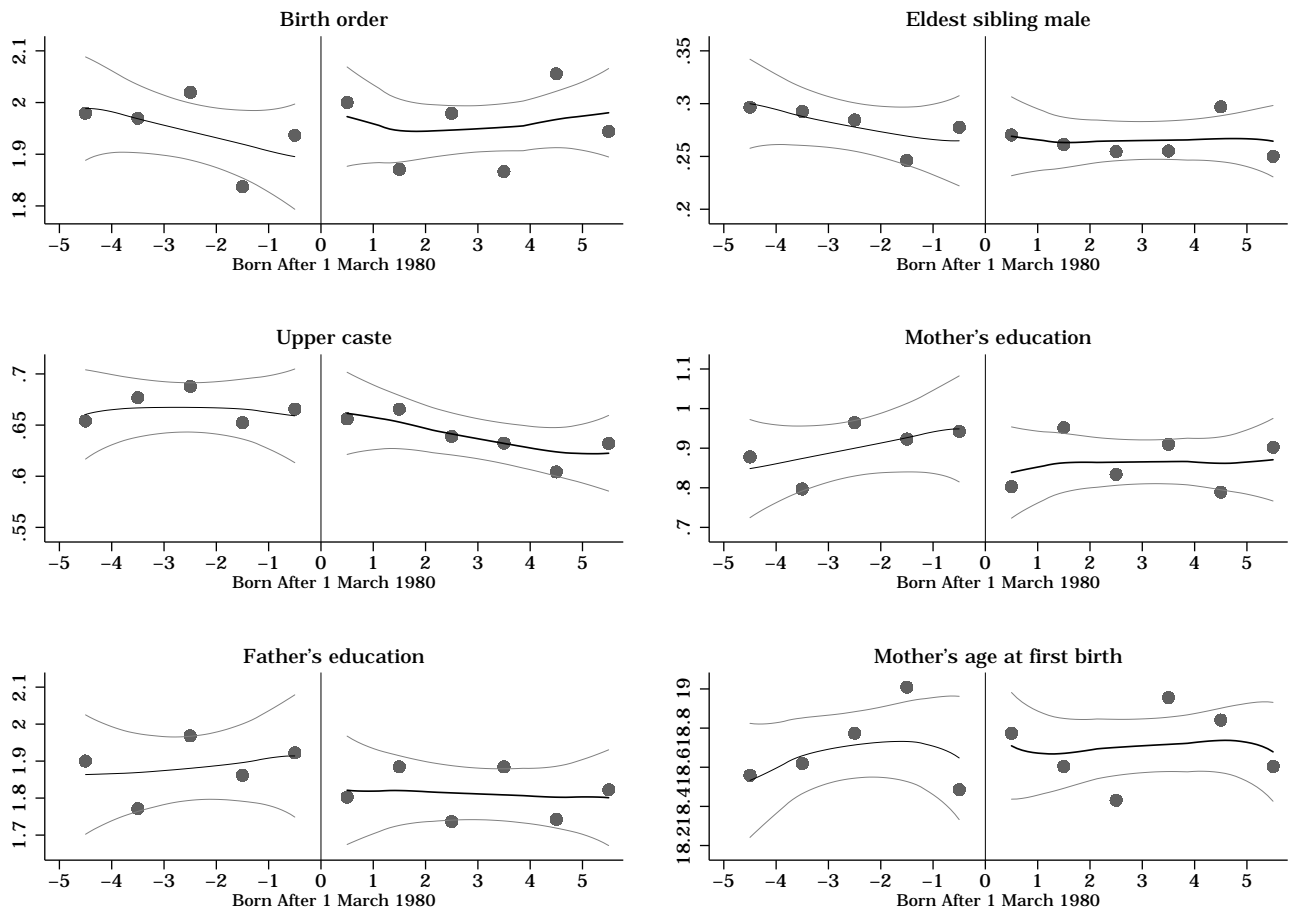 Birth order
2.1
2
1.9
1.8
−5 −4 −3 −2 −1 0 1 2 3 4 5
Born After 1 March 1980
Eldest sibling male
.35
.3
.25
.2
−5 −4 −3 −2 −1 0 1 2 3 4 5
Born After 1 March 1980
Upper caste
.7
.65
.6
.55
−5 −4 −3 −2 −1 0 1 2 3 4 5
Born After 1 March 1980
Mother's education
1.1
1
.9
.8
.7
−5 −4 −3 −2 −1 0 1 2 3 4 5
Born After 1 March 1980
Father's education
2.1
2
1.9
1.8
1.7
−5 −4 −3 −2 −1 0 1 2 3 4 5
Born After 1 March 1980
Mother's age at first birth
19
18.8
18.6
18.4
18.2
−5 −4 −3 −2 −1 0 1 2 3 4 5
Born After 1 March 1980